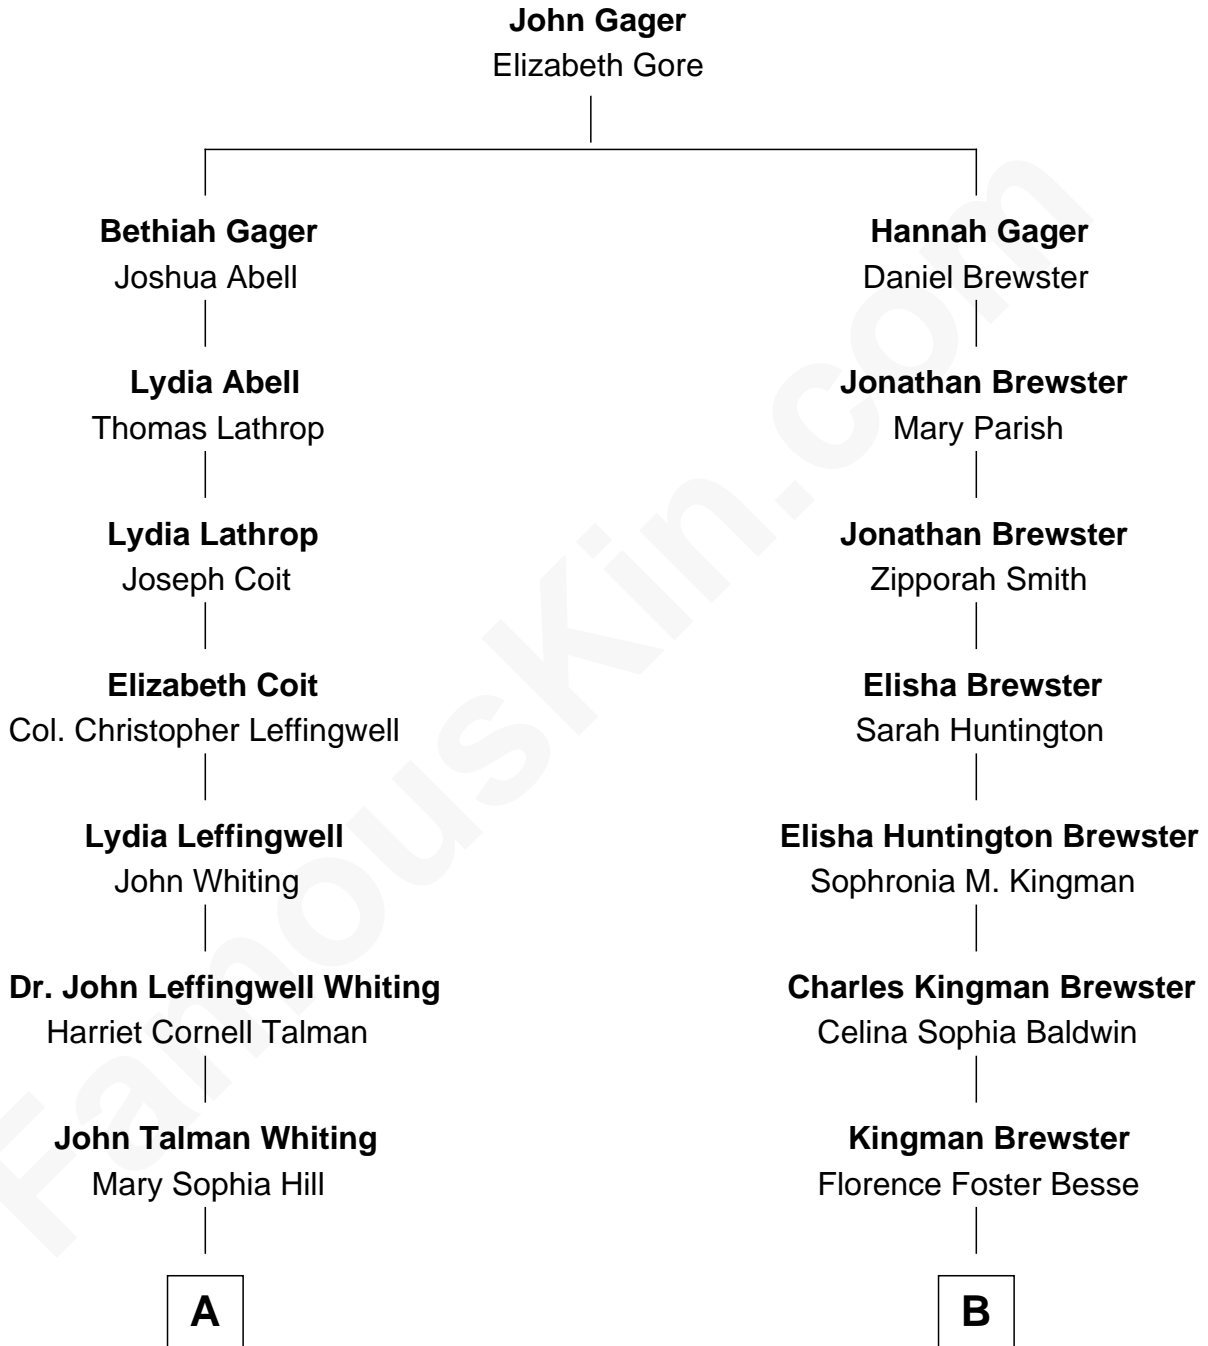 John Gager
Elizabeth Gore
Bethiah Gager
Joshua Abell
Hannah Gager
Daniel Brewster
Lydia Abell
Thomas Lathrop
Jonathan Brewster
Mary Parish
Lydia Lathrop
Joseph Coit
Jonathan Brewster
Zipporah Smith
Elizabeth Coit
Col. Christopher Leffingwell
Elisha Brewster
Sarah Huntington
Lydia Leffingwell
John Whiting
Elisha Huntington Brewster
Sophronia M. Kingman
Dr. John Leffingwell Whiting
Harriet Cornell Talman
Charles Kingman Brewster
Celina Sophia Baldwin
John Talman Whiting
Mary Sophia Hill
Kingman Brewster
Florence Foster Besse
A
B
FamousKin.com